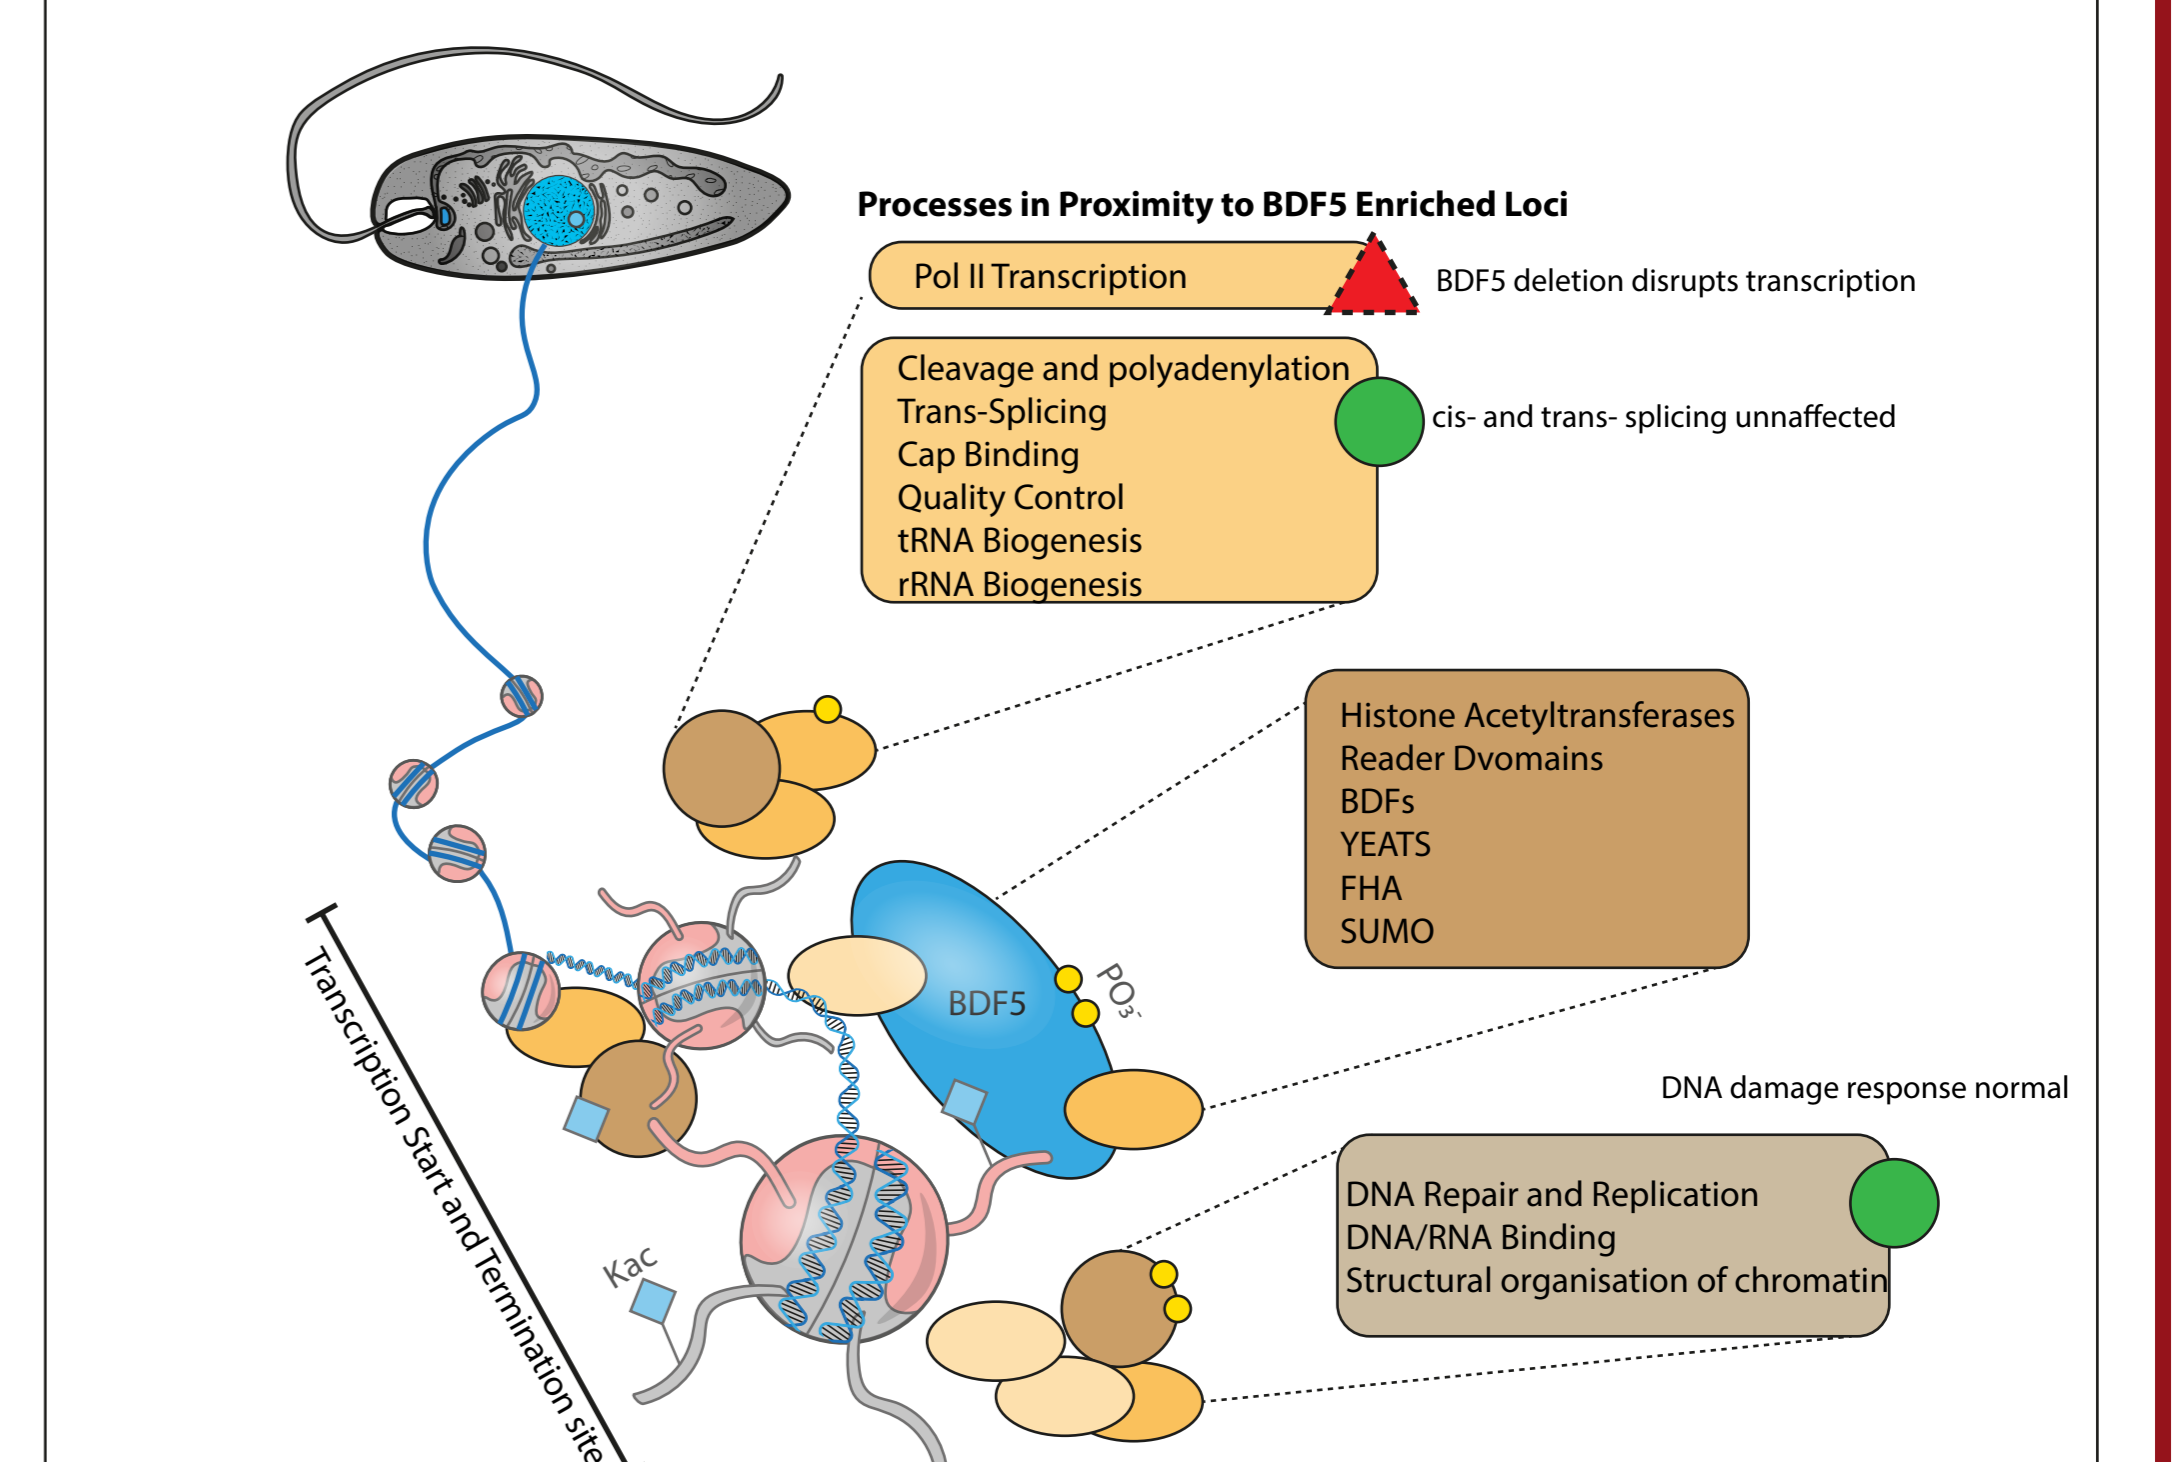 Processes in Proximity to BDF5 Enriched Loci
Pol II Transcription
BDF5 deletion disrupts transcription
Cleavage and polyadenylation
Trans-Splicing
Cap Binding
Quality Control
tRNA Biogenesis
rRNA Biogenesis
cis- and trans- splicing unnaffected
Histone Acetyltransferases
Reader Dvomains
BDFs
YEATS
FHA
SUMO
BDF5
PO₃⁻
DNA damage response normal
DNA Repair and Replication
DNA/RNA Binding
Structural organisation of chromatin
Kac
Transcription Start and Termination site